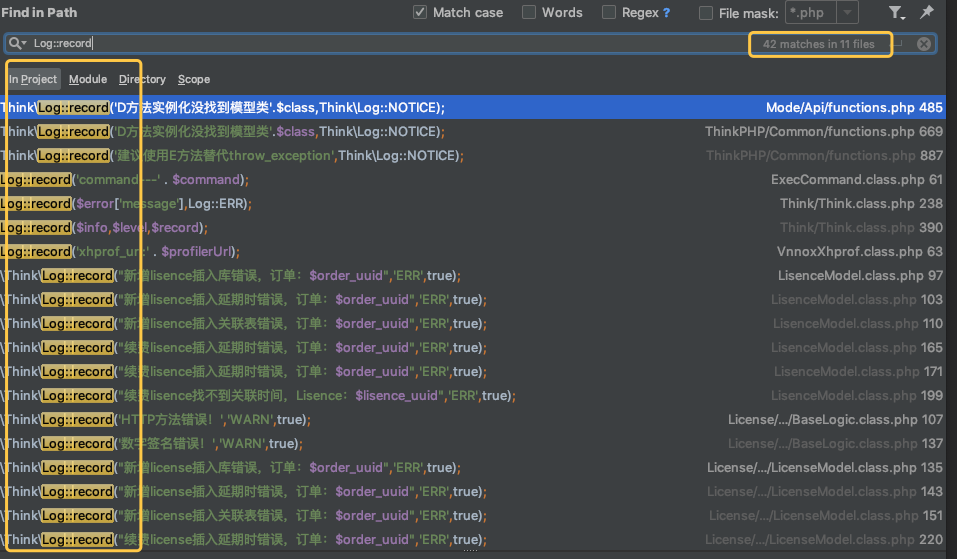 Find in Path Match case Words Regex ? File mask: *.php
Log::record 42 matches in 11 files
In Project Module Directory Scope
Think\Log::record('D方法实例化没找到模型类'.$class,Think\Log::NOTICE); Mode/Api/functions.php 485
Think\Log::record('D方法实例化没找到模型类'.$class,Think\Log::NOTICE); ThinkPHP/Common/functions.php 669
Think\Log::record('建议使用E方法替代throw_exception',Think\Log::NOTICE); ThinkPHP/Common/functions.php 887
Log::record('command---' . $command); ExecCommand.class.php 61
Log::record($error['message'],Log::ERR); Think/Think.class.php 238
Log::record($info,$level,$record); Think/Think.class.php 390
Log::record('xhprof_url:' . $profilerUrl); VnnoxXhprof.class.php 63
\Think\Log::record("新增lisence插入库错误，订单：$order_uuid",'ERR',true); LisenceModel.class.php 97
\Think\Log::record("新增lisence插入延期时错误，订单：$order_uuid",'ERR',true); LisenceModel.class.php 103
\Think\Log::record("新增lisence插入关联表错误，订单：$order_uuid",'ERR',true); LisenceModel.class.php 110
\Think\Log::record("续费lisence插入延期时错误，订单：$order_uuid",'ERR',true); LisenceModel.class.php 165
\Think\Log::record("续费lisence插入延期时错误，订单：$order_uuid",'ERR',true); LisenceModel.class.php 171
\Think\Log::record("续费lisence找不到关联时间，Lisence：$lisence_uuid",'ERR',true); LisenceModel.class.php 199
\Think\Log::record('HTTP方法错误！','WARN',true); License/.../BaseLogic.class.php 107
\Think\Log::record('数字签名错误！','WARN',true); License/.../BaseLogic.class.php 137
\Think\Log::record("新增license插入库错误，订单：$order_uuid",'ERR',true); License/.../LicenseModel.class.php 135
\Think\Log::record("新增license插入延期时错误，订单：$order_uuid",'ERR',true); License/.../LicenseModel.class.php 143
\Think\Log::record("新增license插入关联表错误，订单：$order_uuid",'ERR',true); License/.../LicenseModel.class.php 151
\Think\Log::record("续费license插入延期时错误，订单：$order_uuid",'ERR',true); License/.../LicenseModel.class.php 220